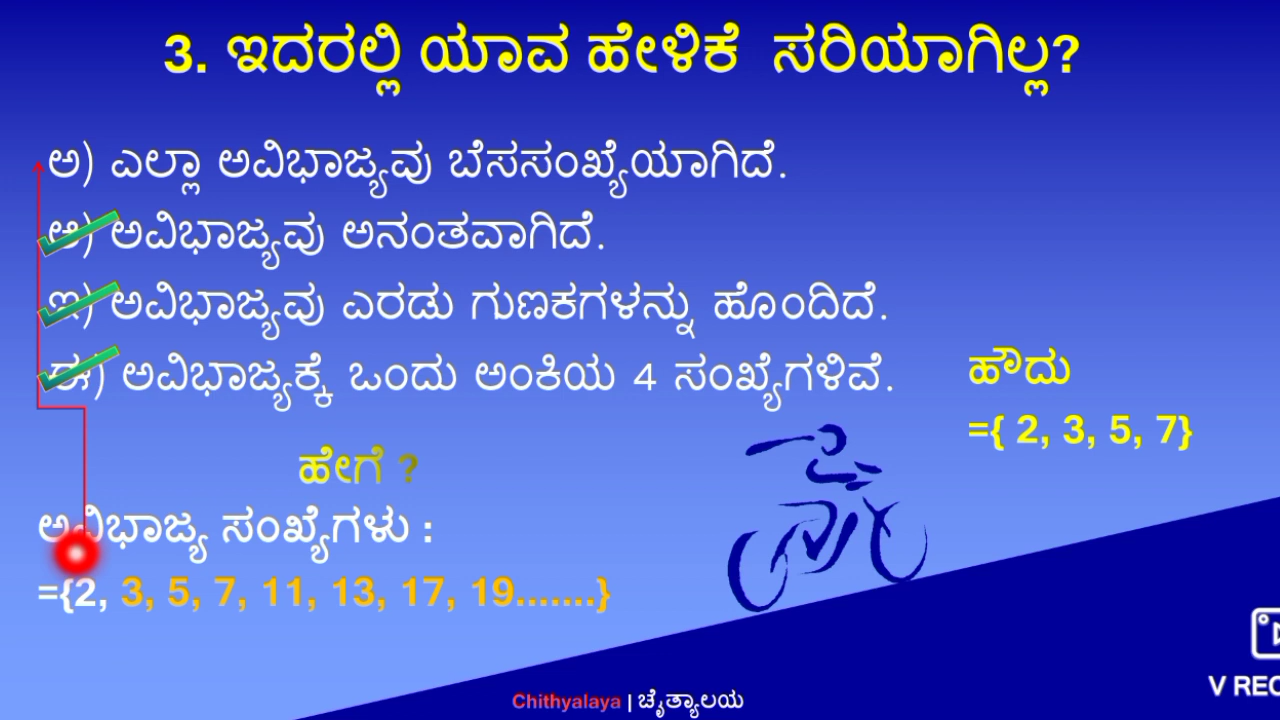 3. ಇದರಲ್ಲಿ ಯಾವ ಹೇಳಿಕೆ ಸರಿಯಾಗಿಲ್ಲ?
ಅ) ಎಲ್ಲಾ ಅವಿಭಾಜ್ಯವು ಬೆಸಸಂಖ್ಯೆಯಾಗಿದೆ.
ಆ) ಅವಿಭಾಜ್ಯವು ಅನಂತವಾಗಿದೆ.
ಇ) ಅವಿಭಾಜ್ಯವು ಎರಡು ಗುಣಕಗಳನ್ನು ಹೊಂದಿದೆ.
ಈ) ಅವಿಭಾಜ್ಯಕ್ಕೆ ಒಂದು ಅಂಕಿಯ 4 ಸಂಖ್ಯೆಗಳಿವೆ.
ಹೌದು
={ 2, 3, 5, 7}
ಹೇಗೆ ?
ಅವಿಭಾಜ್ಯ ಸಂಖ್ಯೆಗಳು :
={2, 3, 5, 7, 11, 13, 17, 19.......}
V REC
Chithyalaya | ಚೈತ್ಯಾಲಯ